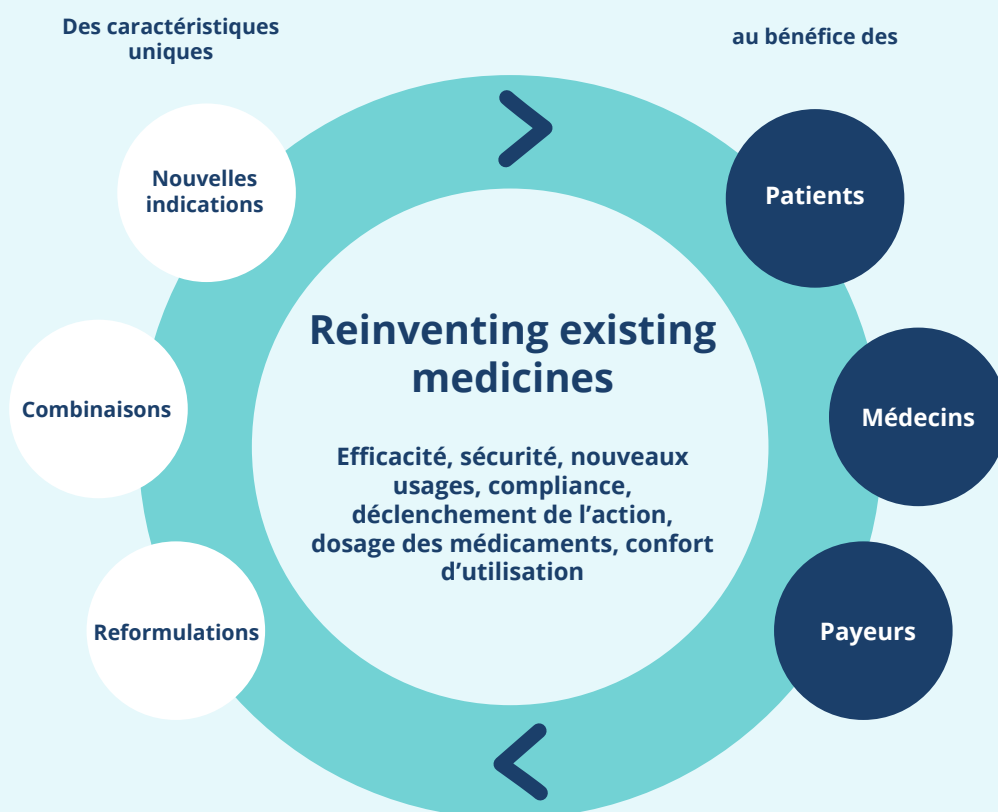 Des caractéristiques
uniques
au bénéfice des
Nouvelles
indications
Combinaisons
Reformulations
Reinventing existing
medicines
Efficacité, sécurité, nouveaux
usages, compliance,
déclenchement de l’action,
dosage des médicaments, confort
d’utilisation
Patients
Médecins
Payeurs